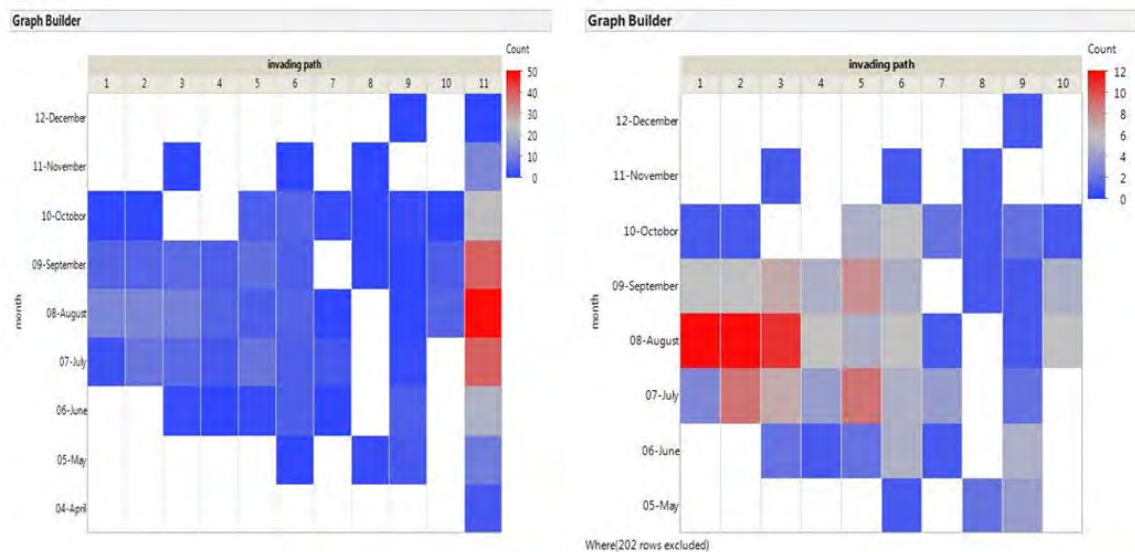 Graph Builder
Count
invading path
1 2 3 4 5 6 7 8 9 10 11
50
40
30
20
10
0
12-December
11-November
10-Octobor
09-September
08-August
07-July
06-June
05-May
04-April
month
Graph Builder
Count
invading path
1 2 3 4 5 6 7 8 9 10
12
10
8
6
4
2
0
12-December
11-November
10-Octobor
09-September
08-August
07-July
06-June
05-May
month
Where(202 rows excluded)